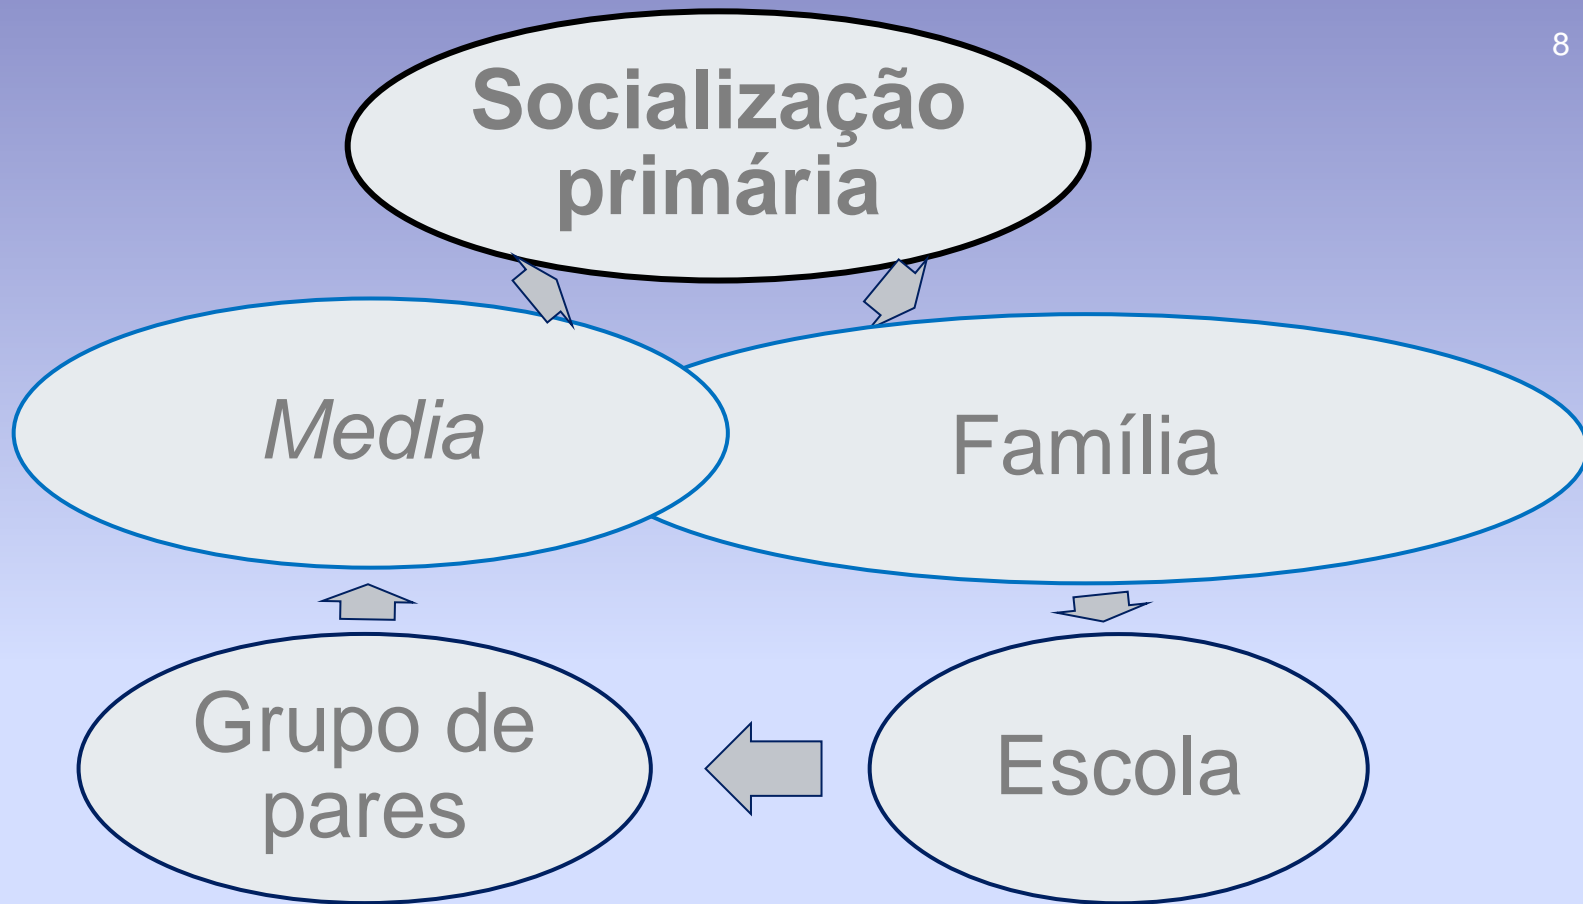 8
Socialização
primária
Media
Família
Grupo de
pares
Escola